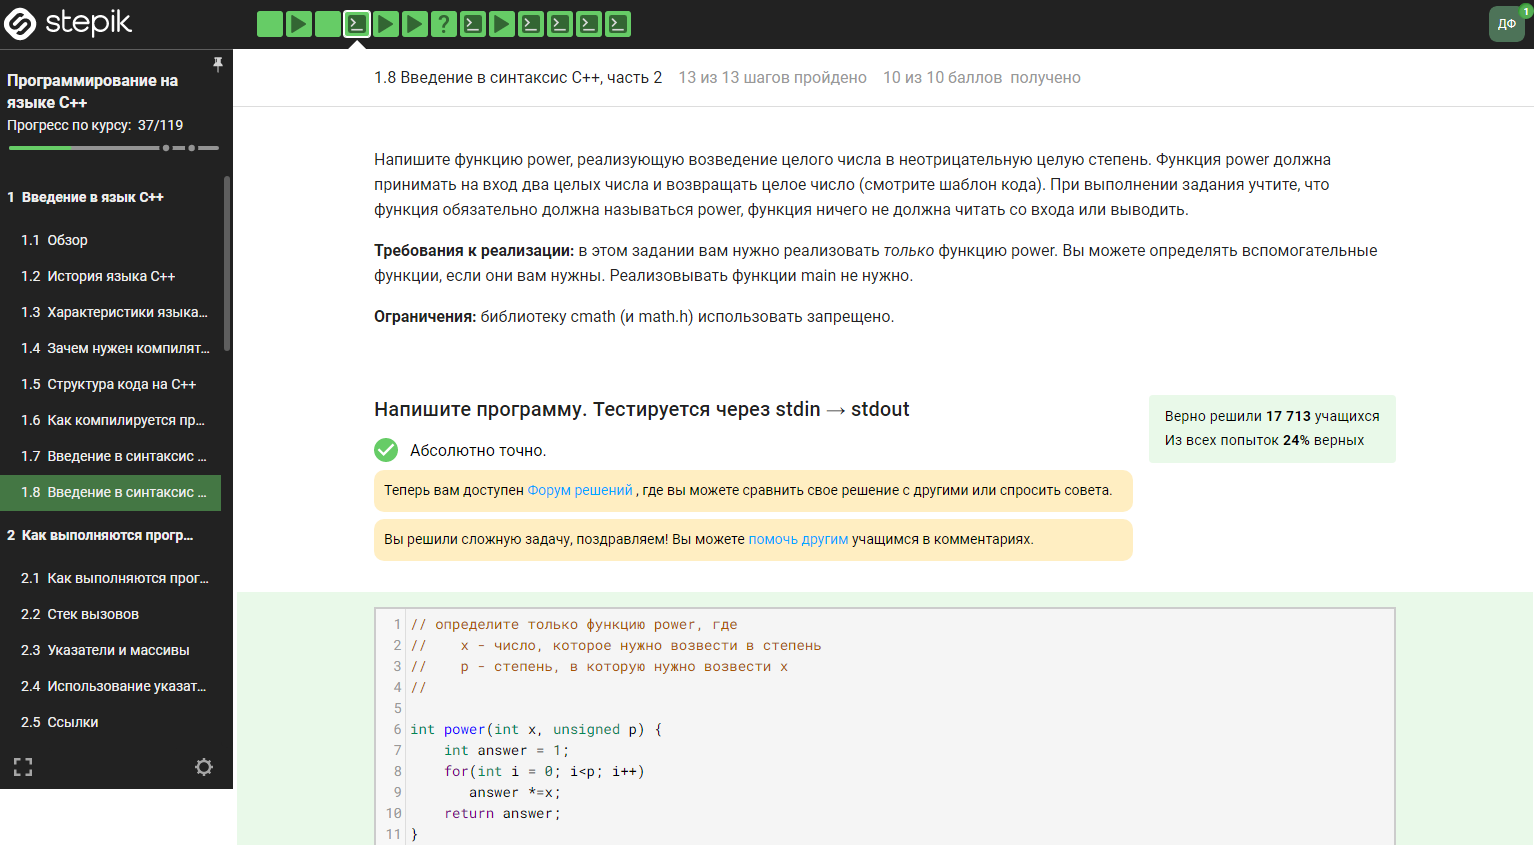 stepik
?
ДФ
1
Программирование на
языке C++
Прогресс по курсу: 37/119
1 Введение в язык C++
1.1 Обзор
1.2 История языка C++
1.3 Характеристики языка...
1.4 Зачем нужен компилят...
1.5 Структура кода на C++
1.6 Как компилируется пр...
1.7 Введение в синтаксис ...
1.8 Введение в синтаксис ...
2 Как выполняются прогр...
2.1 Как выполняются прог...
2.2 Стек вызовов
2.3 Указатели и массивы
2.4 Использование указат...
2.5 Ссылки
1.8 Введение в синтаксис C++, часть 2 13 из 13 шагов пройдено 10 из 10 баллов получено
Напишите функцию power, реализующую возведение целого числа в неотрицательную целую степень. Функция power должна
принимать на вход два целых числа и возвращать целое число (смотрите шаблон кода). При выполнении задания учтите, что
функция обязательно должна называться power, функция ничего не должна читать со входа или выводить.
Требования к реализации: в этом задании вам нужно реализовать только функцию power. Вы можете определять вспомогательные
функции, если они вам нужны. Реализовывать функции main не нужно.
Ограничения: библиотеку cmath (и math.h) использовать запрещено.
Напишите программу. Тестируется через stdin → stdout
Верно решили 17 713 учащихся
Из всех попыток 24% верных
Абсолютно точно.
Теперь вам доступен Форум решений , где вы можете сравнить свое решение с другими или спросить совета.
Вы решили сложную задачу, поздравляем! Вы можете помочь другим учащимся в комментариях.
1 // определите только функцию power, где
2 //    x - число, которое нужно возвести в степень
3 //    p - степень, в которую нужно возвести x
4 //
5
6 int power(int x, unsigned p) {
7     int answer = 1;
8     for(int i = 0; i<p; i++)
9        answer *=x;
10     return answer;
11 }